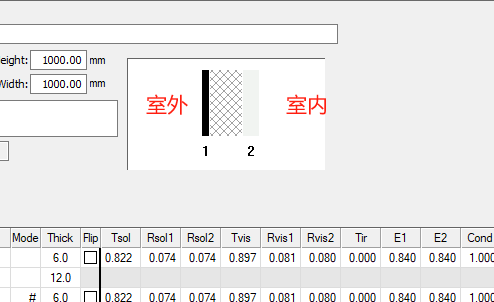 eight: 1000.00 mm
Width: 1000.00 mm
室外 室内
1 2
Mode Thick Flip Tsol Rsol1 Rsol2 Tvis Rvis1 Rvis2 Tir E1 E2 Cond
6.0 0.822 0.074 0.074 0.897 0.081 0.080 0.000 0.840 0.840 1.000
12.0
# 6.0 0.822 0.074 0.074 0.897 0.081 0.080 0.000 0.840 0.840 1.000